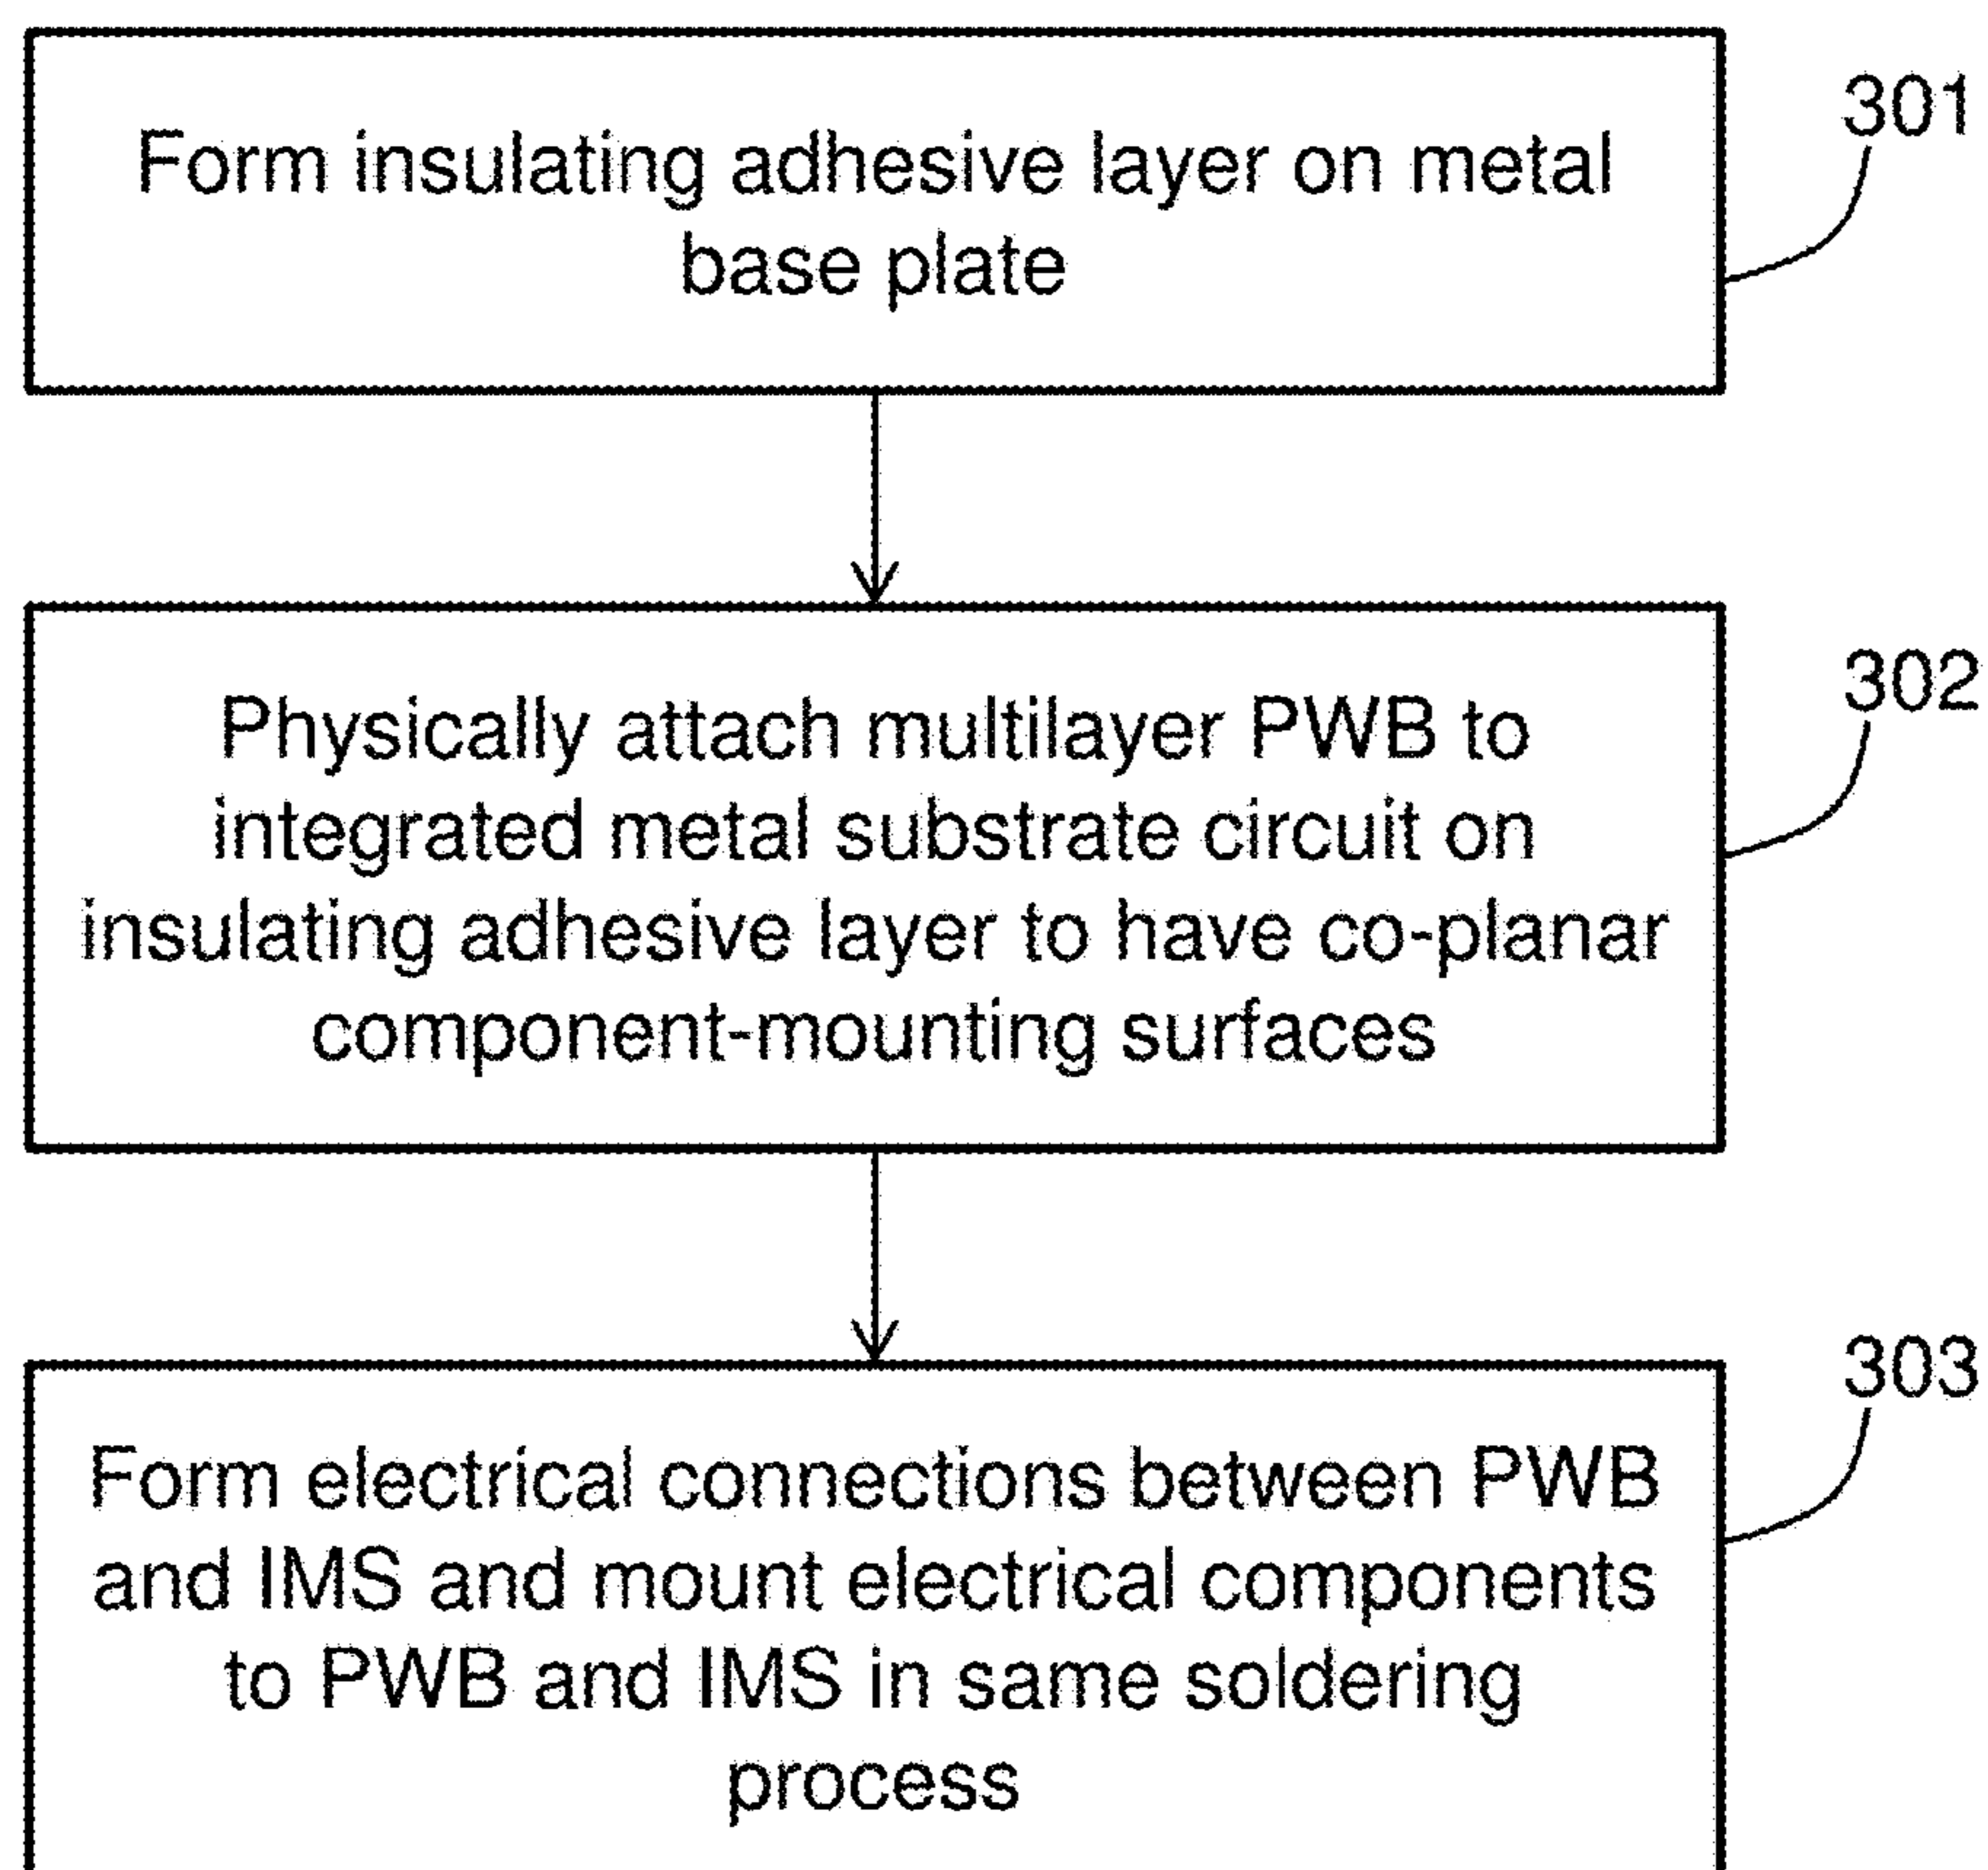 Form insulating adhesive layer on metal
base plate
301
Physically attach multilayer PWB to
integrated metal substrate circuit on
insulating adhesive layer to have co-planar
component-mounting surfaces
302
Form electrical connections between PWB
and IMS and mount electrical components
to PWB and IMS in same soldering
process
303